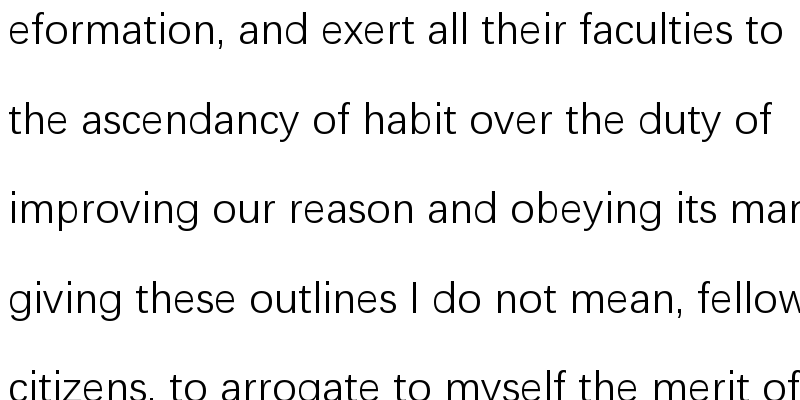 eformation, and exert all their faculties to
the ascendancy of habit over the duty of
improving our reason and obeying its
giving these outlines I do not mean, fellow
citizens, to arrogate to myself the merit of